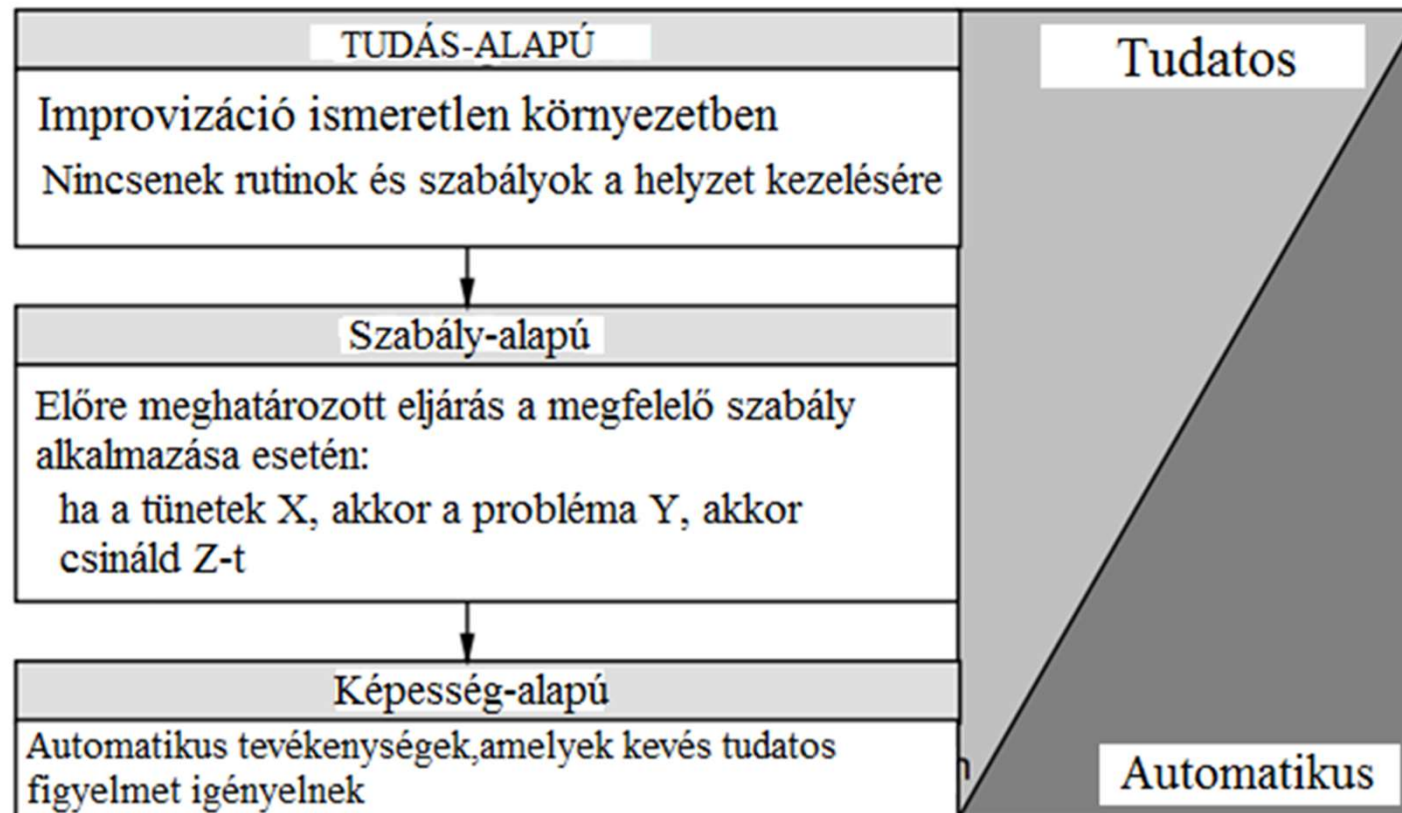 TUDÁS-ALAPÚ
Improvizáció ismeretlen környezetben
Nincsenek rutinok és szabályok a helyzet kezelésére
Szabály-alapú
Előre meghatározott eljárás a megfelelő szabály
alkalmazása esetén:
ha a tünetek X, akkor a probléma Y, akkor
csináld Z-t
Képesség-alapú
Automatikus tevékenységek,amelyek kevés tudatos
figyelmet igényelnek
Tudatos
Automatikus